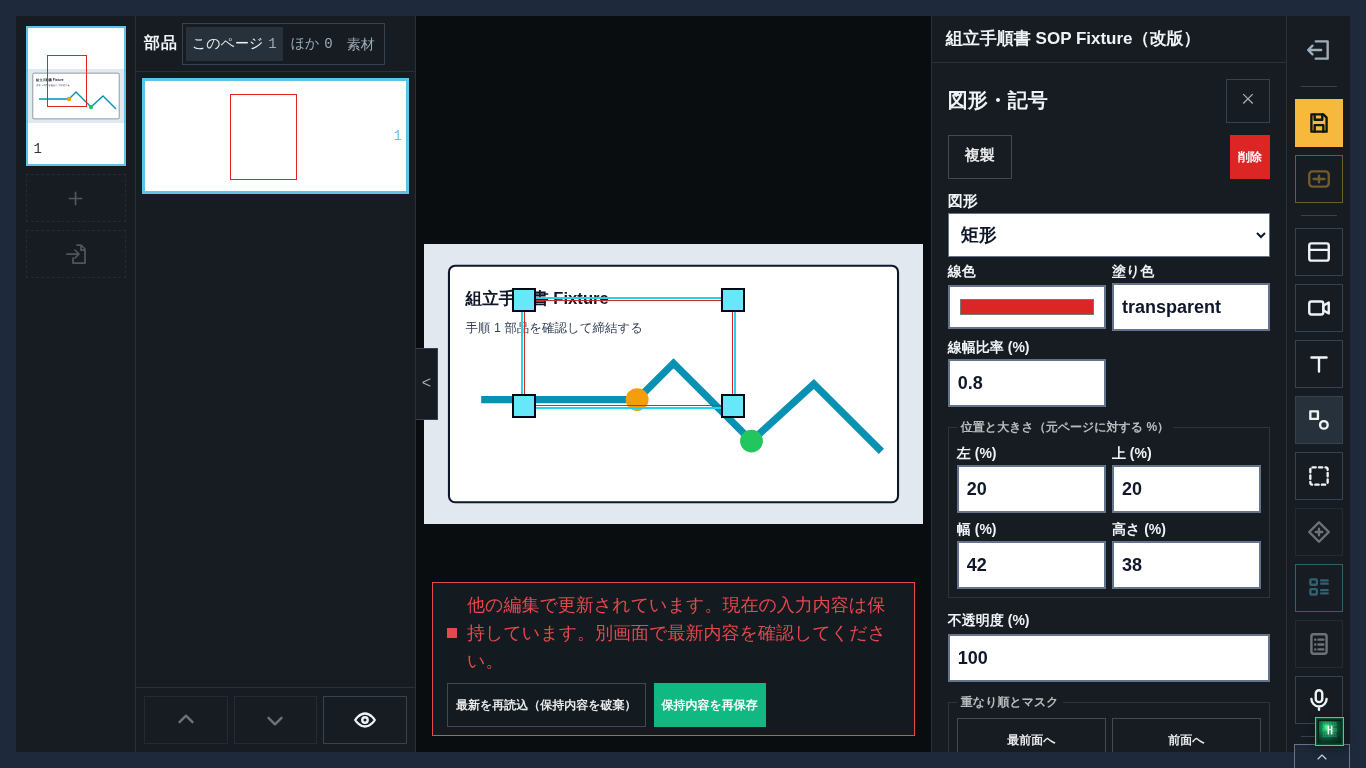 組立手順書 Fixture
1
部品
このページ 1
ほか 0
素材
1
組立手順書 Fixture
手順 1 部品を確認して締結する
<
他の編集で更新されています。現在の入力内容は保
持しています。別画面で最新内容を確認してくださ
い。
最新を再読込（保持内容を破棄）
保持内容を再保存
組立手順書 SOP Fixture（改版）
図形・記号
複製
削除
図形
矩形
線色
塗り色
transparent
線幅比率 (%)
0.8
位置と大きさ（元ページに対する %）
左 (%)
上 (%)
20
20
幅 (%)
高さ (%)
42
38
不透明度 (%)
100
重なり順とマスク
最前面へ
前面へ
H